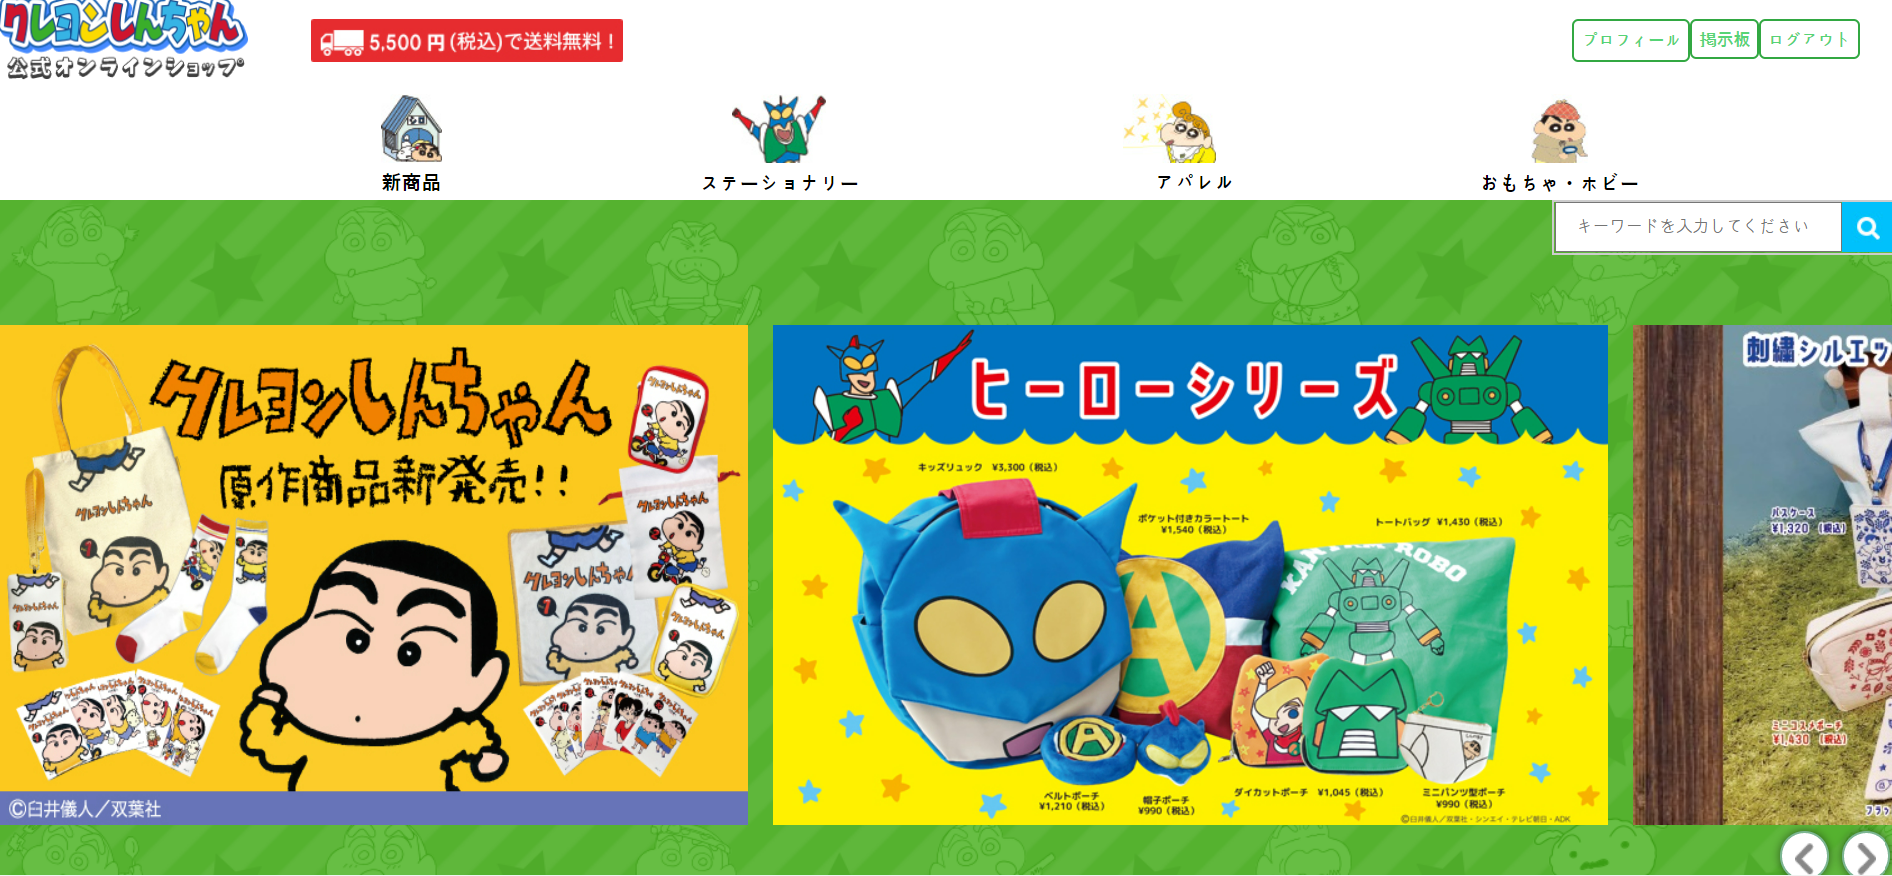 クレヨンしんちゃん
公式オンラインショップ
5,500 円(税込)で送料無料！
プロフィール
掲示板
ログアウト
新商品
ステーショナリー
アパレル
おもちゃ・ホビー
キーワードを入力してください
クレヨンしんちゃん
原作商品新発売!!
©臼井儀人／双葉社
ヒーローシリーズ
キッズリュック ¥3,300（税込）
ポケット付きカラートート
¥1,540（税込）
トートバッグ ¥1,430（税込）
KANTAM ROBO
A
ベルトポーチ
¥1,210（税込）
帽子ポーチ
¥990（税込）
ダイカットポーチ ¥1,045（税込）
ミニパンツ型ポーチ
¥990（税込）
©臼井儀人／双葉社・シンエイ・テレビ朝日・ADK
刺繍シルエッ
パスケース
¥1,320（税込）
ミニコスメポーチ
¥1,430（税込）
フラッ